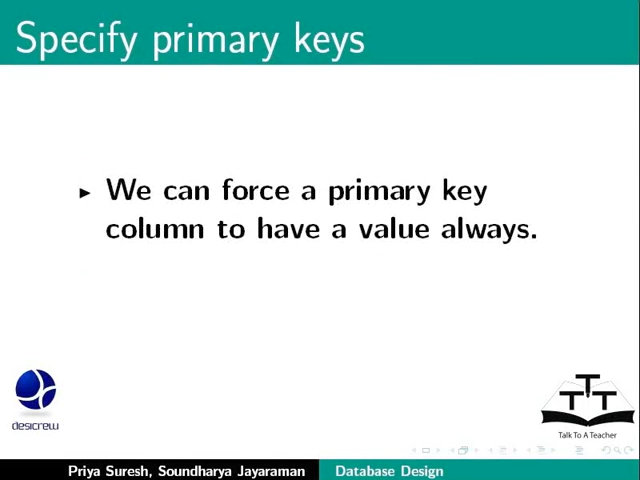 Specify primary keys
We can force a primary key
column to have a value always.
desicrew
T T T
Talk To A Teacher
Priya Suresh, Soundharya Jayaraman
Database Design